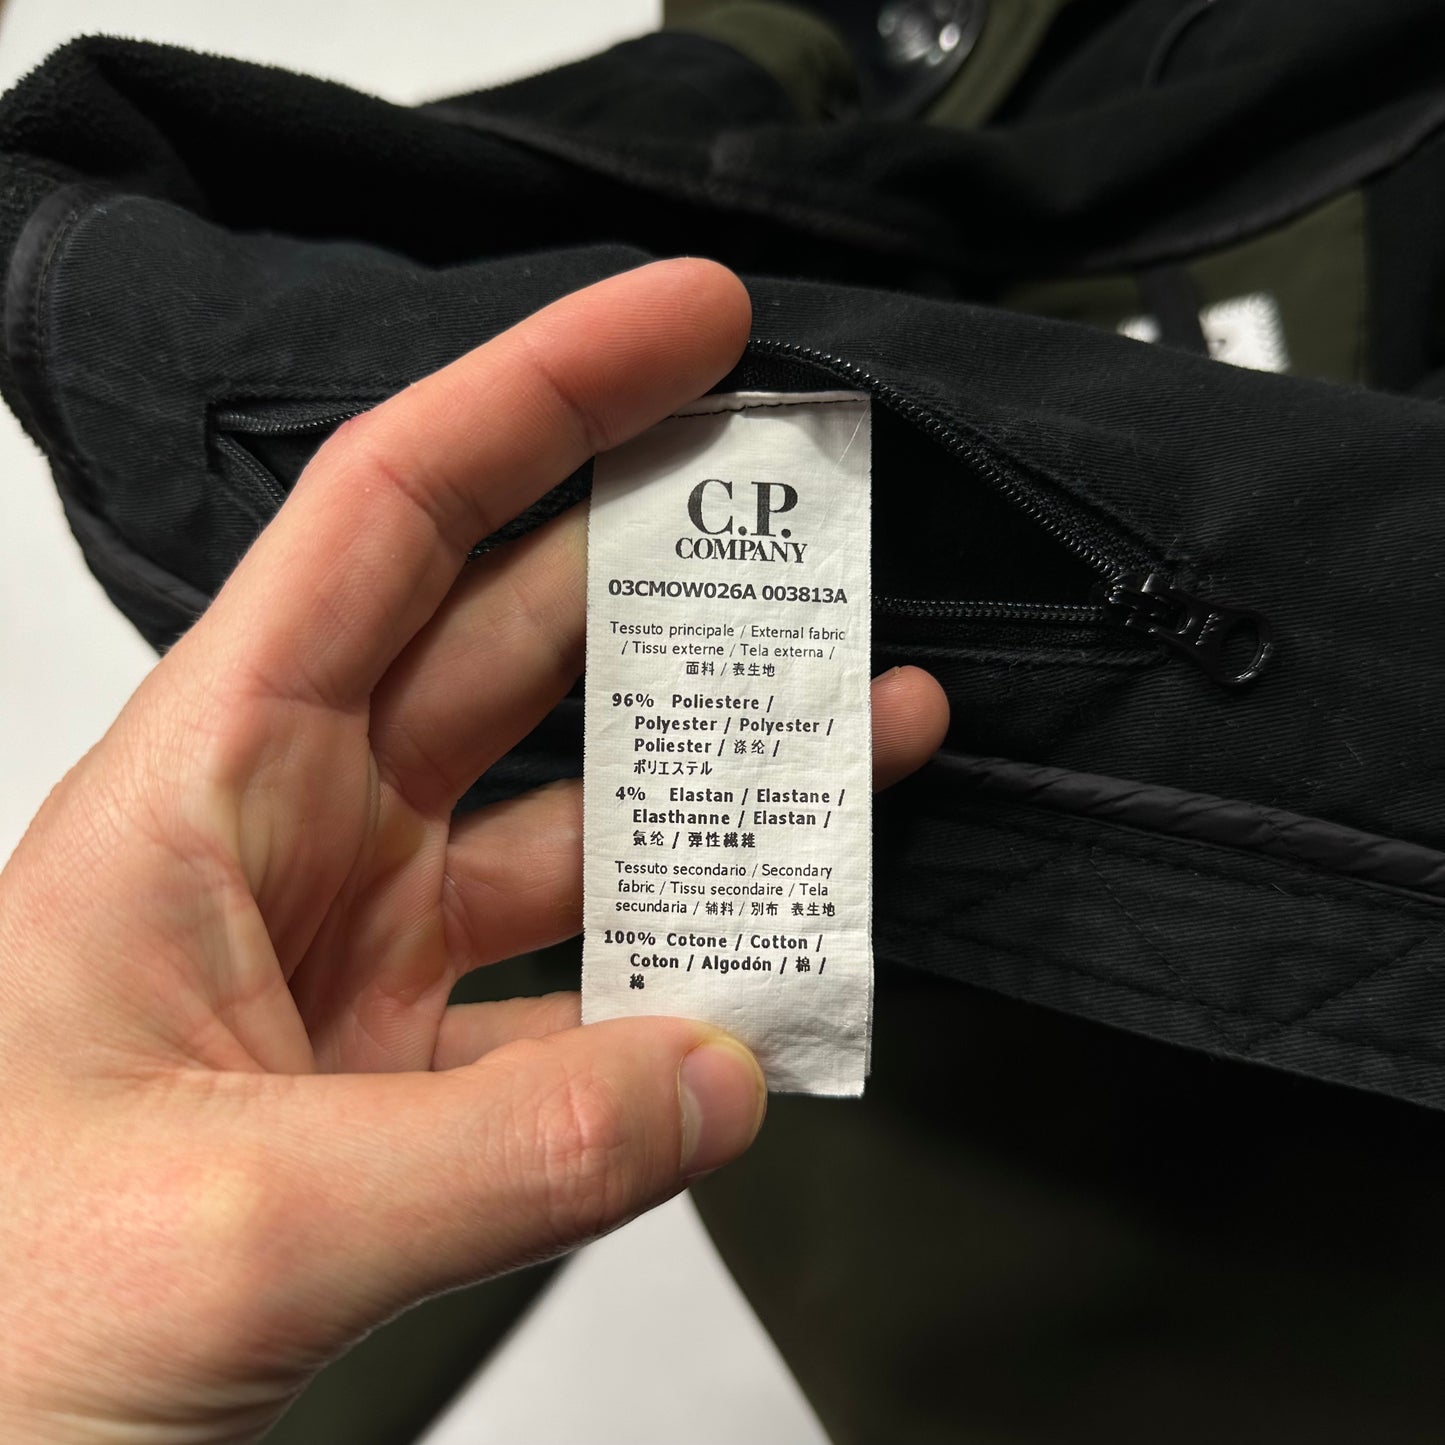 C.P.
COMPANY
03CMOW026A 003813A
Tessuto principale / External fabric
/ Tissu externe / Tela externa /
面料 / 表生地
96% Poliestere /
Polyester / Polyester /
Poliester / 涤纶 /
ポリエステル
4% Elastan / Elastane /
Elasthanne / Elastan /
氨纶 / 弾性繊維
Tessuto secondario / Secondary
fabric / Tissu secondaire / Tela
secundaria / 辅料 / 別布 表生地
100% Cotone / Cotton /
Coton / Algodón / 棉 /
綿